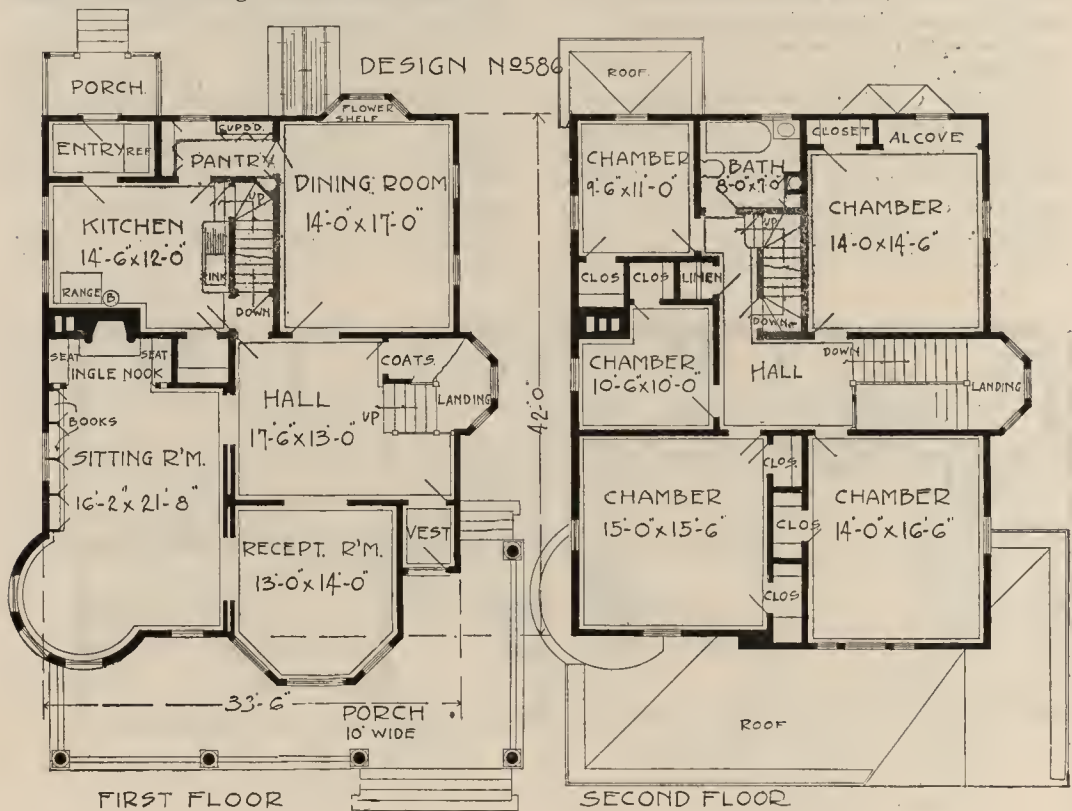 DESIGN Nº586
PORCH.
FLOWER
SHELF
CUPBD.
ENTRY
REF
PANTRY
DINING ROOM
14'-0"x17'-0"
UP
KITCHEN
14'-6"x12'-0"
SINK
RANGE
B
DOWN
SEAT
SEAT
INGLE NOOK
COATS.
HALL
17'-6"x13'-0"
UP
LANDING
BOOKS
SITTING R'M.
16'-2"x21'-8"
VEST
RECEPT. R'M.
13'-0"x14'-0"
33'-6"
42'-0"
PORCH
10' WIDE
FIRST FLOOR
ROOF.
CHAMBER
9'-6"x11'-0"
BATH
8'-0"x7'-0"
CLOSET
ALCOVE
CHAMBER
14'-0x14'-6"
UP
CLOS
CLOS
LINEN
DOWN
CHAMBER
10'-6"x10'-0"
HALL
DOWN
LANDING
CHAMBER
15'-0"x15'-6"
CLOS.
CLOS
CLOS
CHAMBER
14'-0"x16'-6"
ROOF
SECOND FLOOR